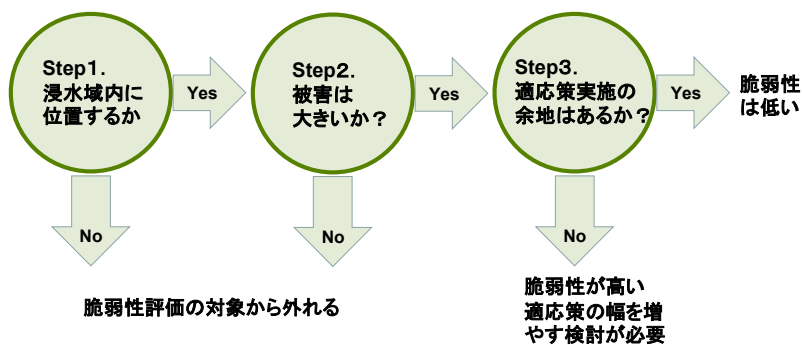 Step1.
浸水域内に
位置するか
Yes
Step2.
被害は
大きいか？
Yes
Step3.
適応策実施の
余地はあるか？
Yes
脆弱性
は低い
No
No
No
脆弱性評価の対象から外れる
脆弱性が高い
適応策の幅を増
やす検討が必要